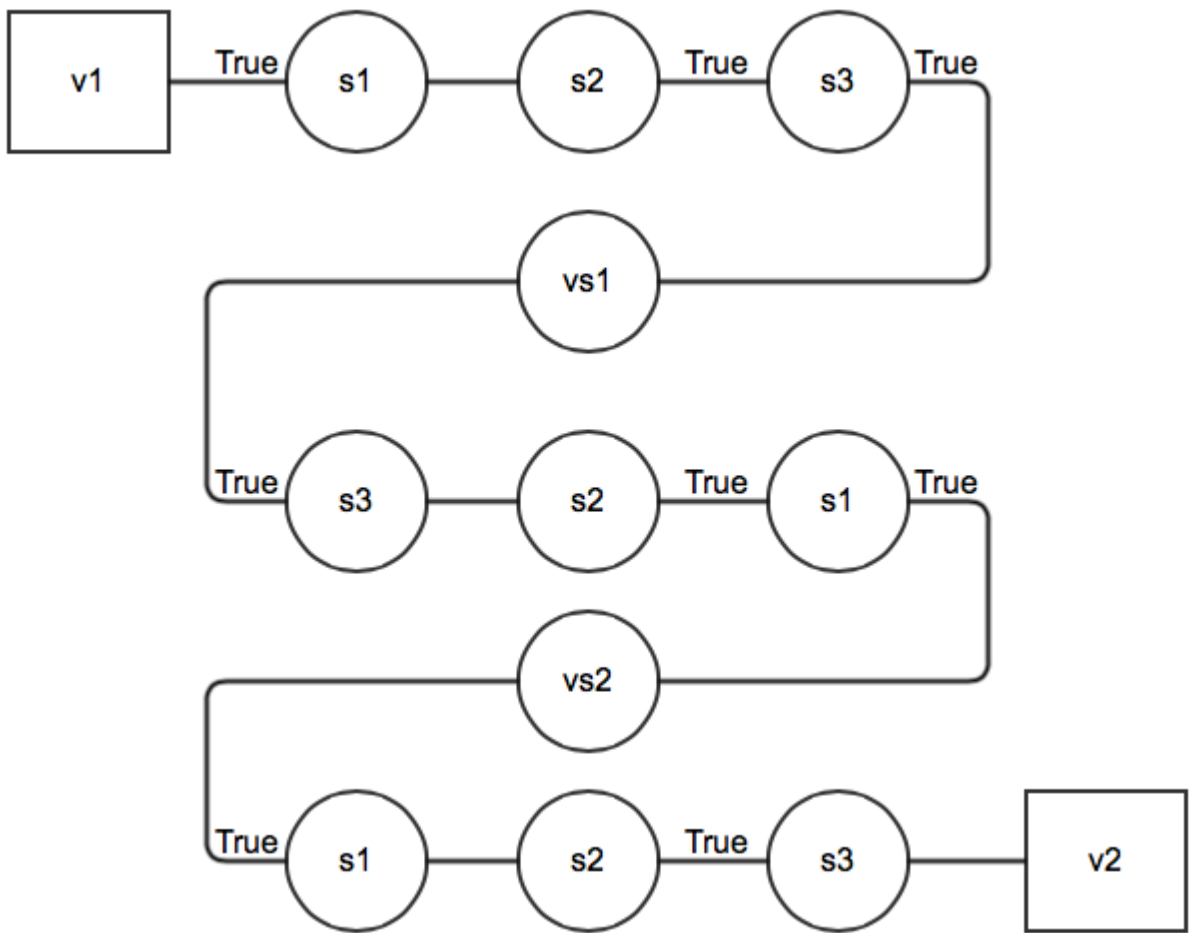 v1 True s1 s2 True s3 True
vs1
True s3 s2 True s1 True
vs2
True s1 s2 True s3 v2